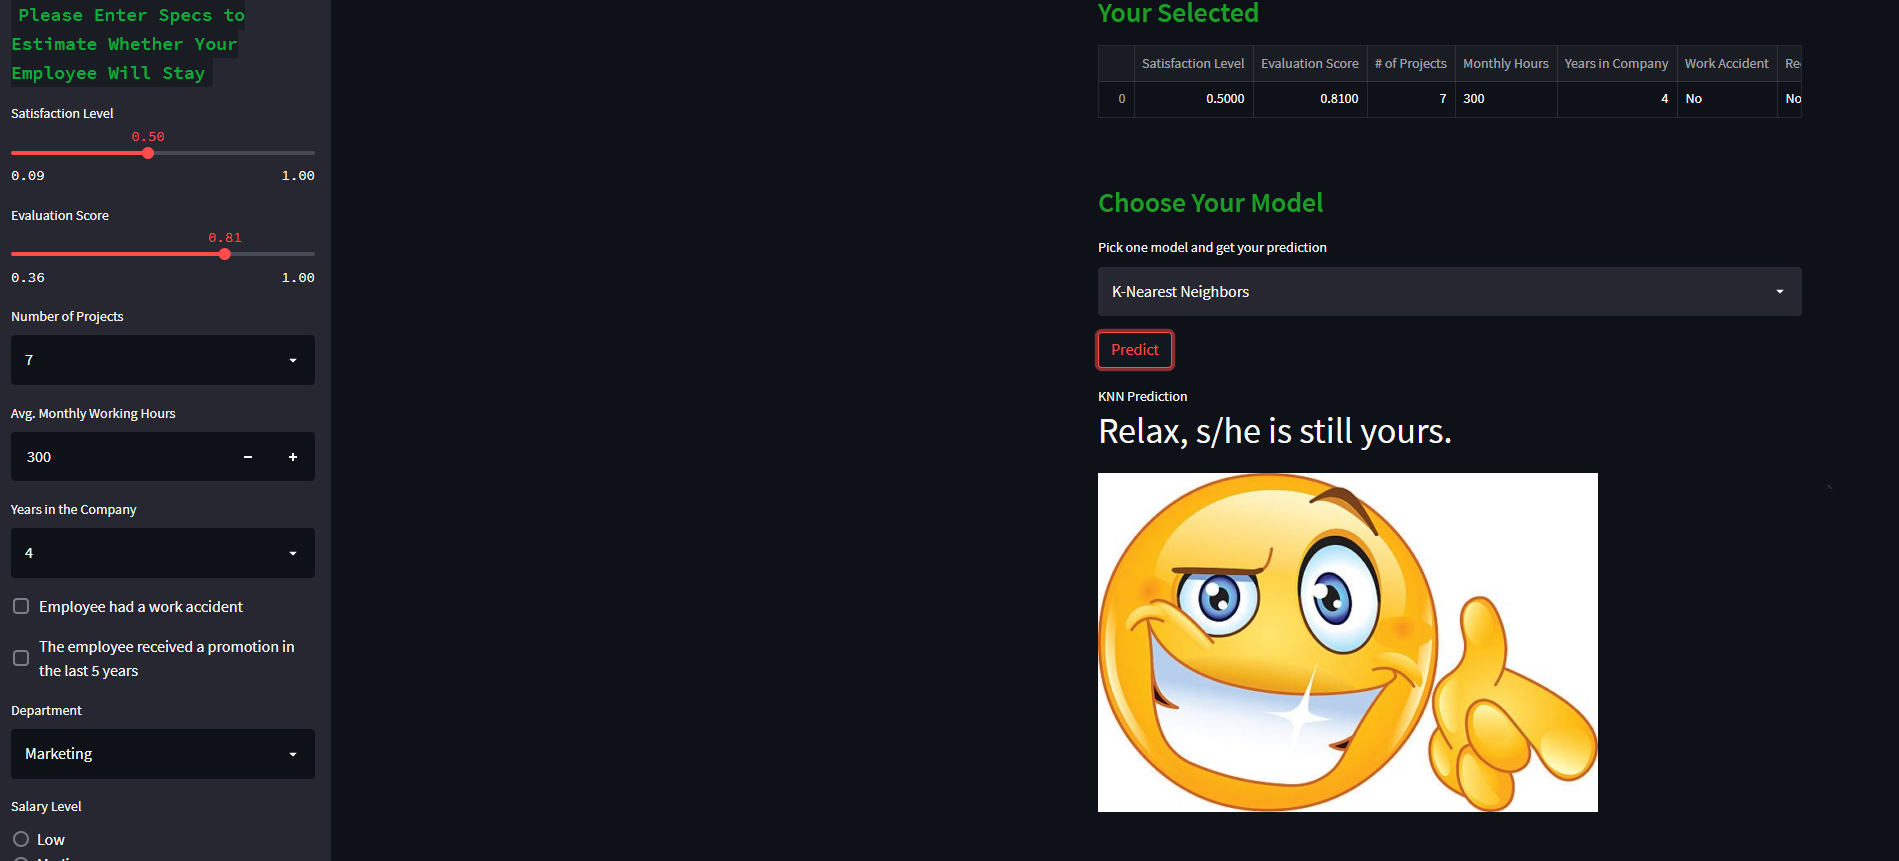 Please Enter Specs to
Estimate Whether Your
Employee Will Stay
Satisfaction Level
0.50
0.09 1.00
Evaluation Score
0.81
0.36 1.00
Number of Projects
7
Avg. Monthly Working Hours
300 − +
Years in the Company
4
Employee had a work accident
The employee received a promotion in
the last 5 years
Department
Marketing
Salary Level
Low
Your Selected
Satisfaction Level Evaluation Score # of Projects Monthly Hours Years in Company Work Accident Re
0 0.5000 0.8100 7 300 4 No No
Choose Your Model
Pick one model and get your prediction
K-Nearest Neighbors
Predict
KNN Prediction
Relax, s/he is still yours.